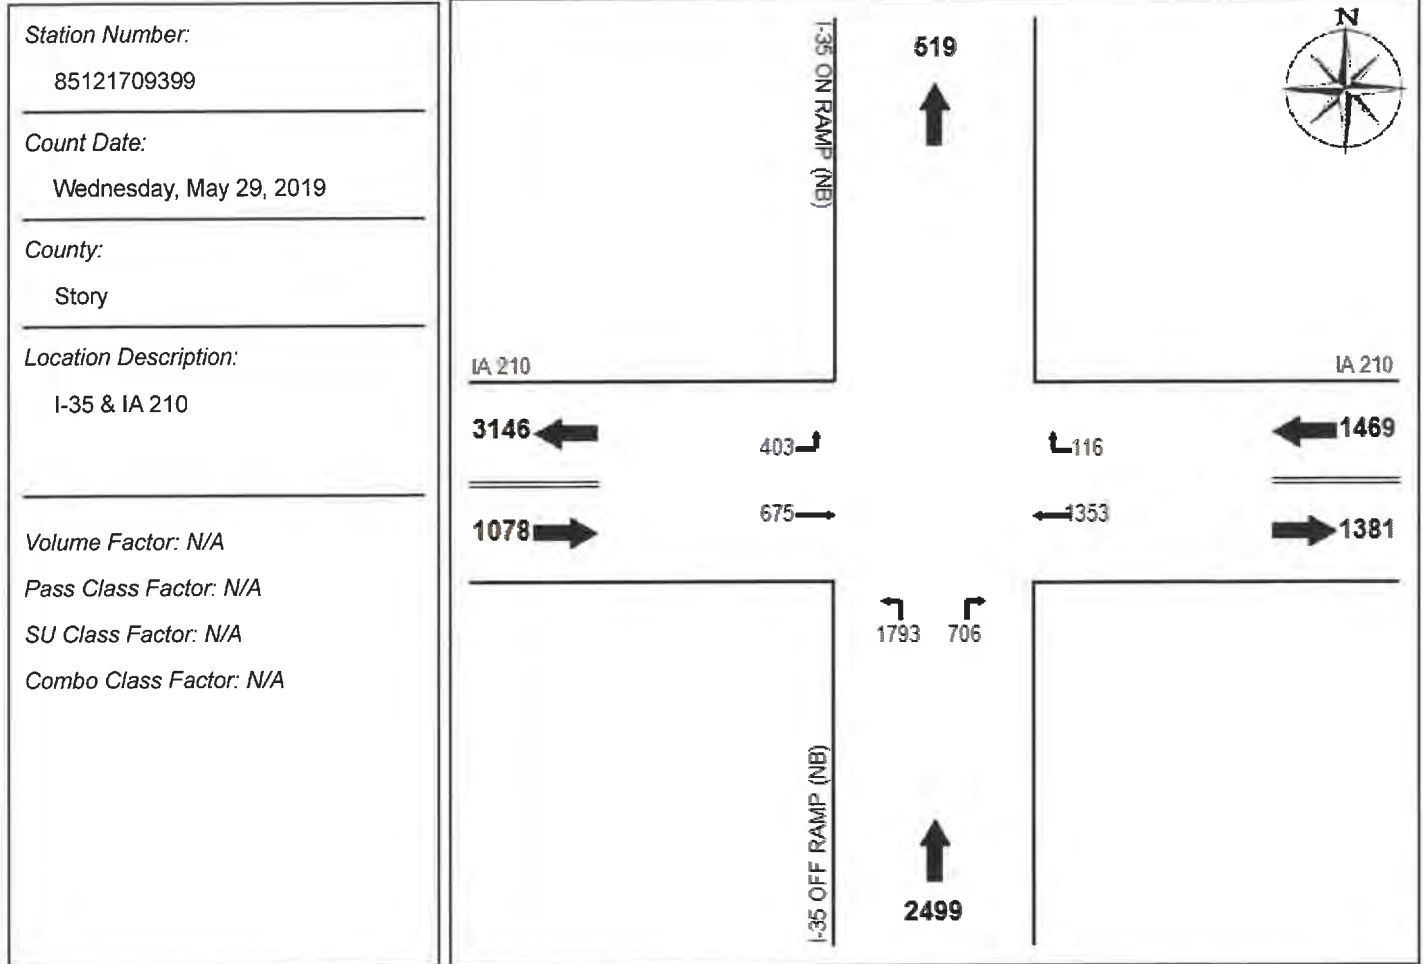 Station Number:
85121709399
Count Date:
Wednesday, May 29, 2019
County:
Story
Location Description:
I-35 & IA 210
Volume Factor: N/A
Pass Class Factor: N/A
SU Class Factor: N/A
Combo Class Factor: N/A
I-35 ON RAMP (NB)
519
N
IA 210
IA 210
3146
403
116
1469
1078
675
1353
1381
1793 706
I-35 OFF RAMP (NB)
2499